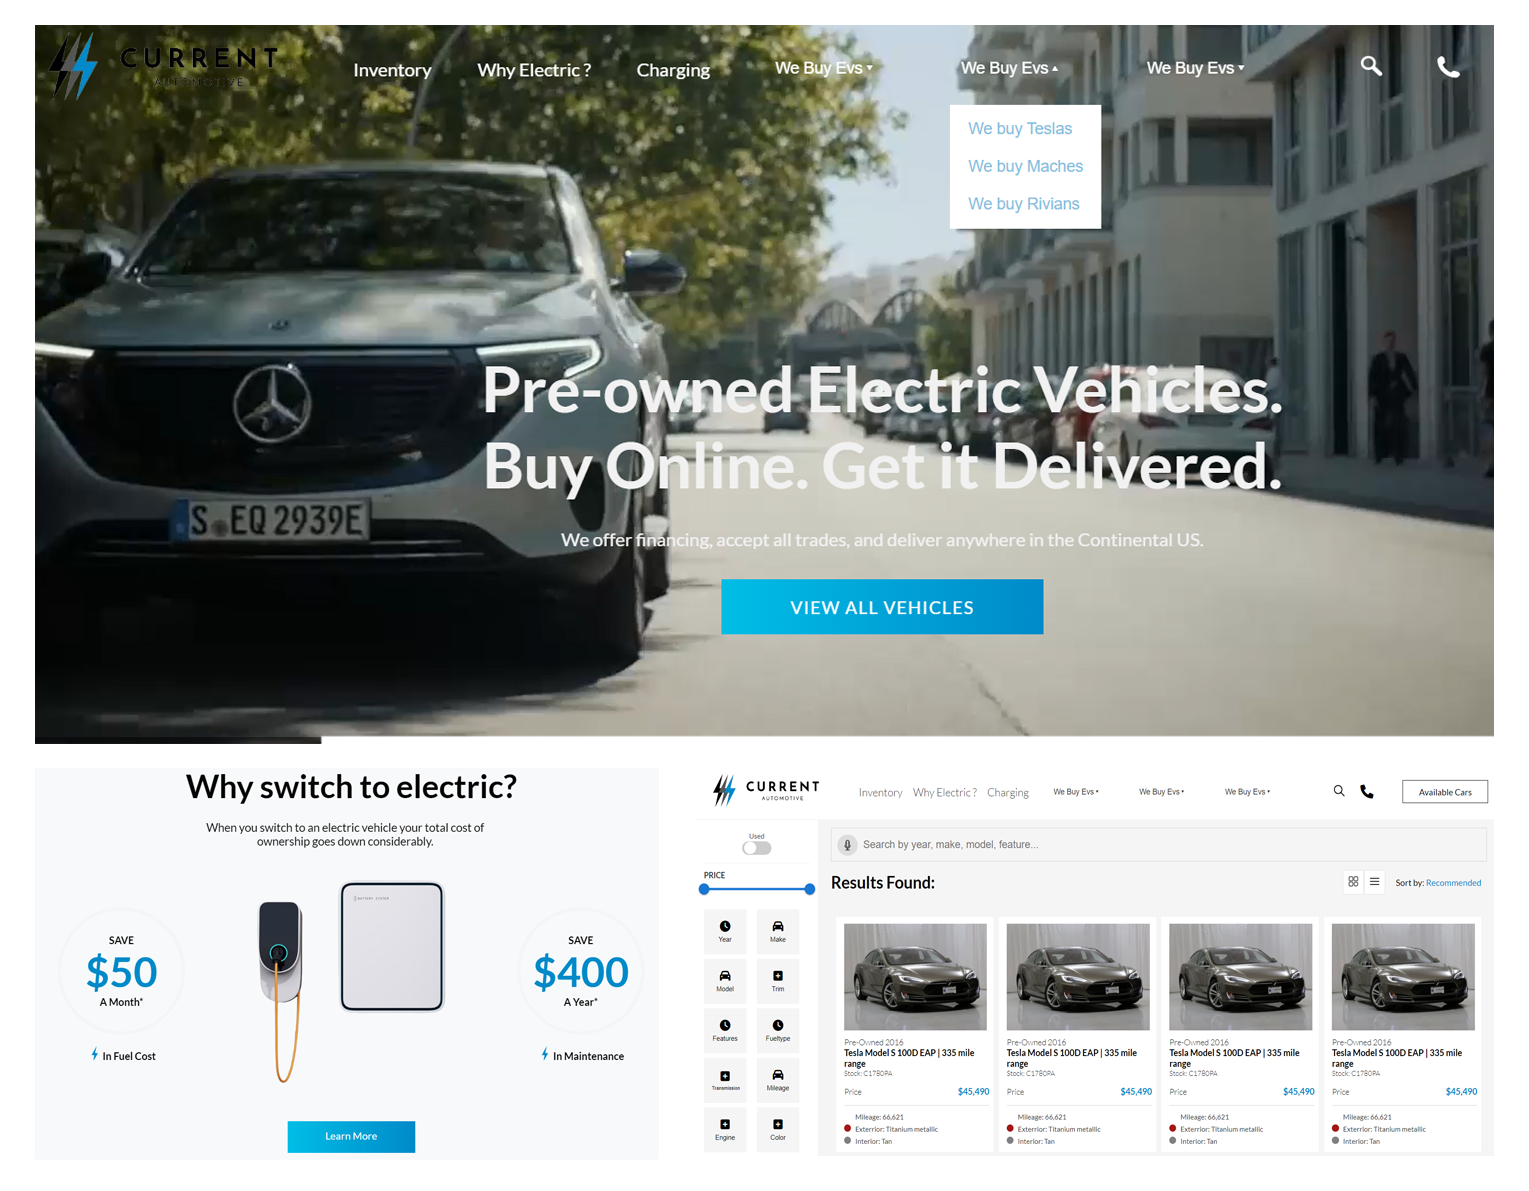 CURRENT
AUTOMOTIVE
Inventory
Why Electric ?
Charging
We Buy Evs
We Buy Evs
We Buy Evs
We buy Teslas
We buy Maches
We buy Rivians
Pre-owned Electric Vehicles.
Buy Online. Get it Delivered.
S EQ 2939E
We offer financing, accept all trades, and deliver anywhere in the Continental US.
VIEW ALL VEHICLES
Why switch to electric?
When you switch to an electric vehicle your total cost of
ownership goes down considerably.
BATTERY SYSTEM
SAVE
$50
A Month*
In Fuel Cost
SAVE
$400
A Year*
In Maintenance
Learn More
CURRENT
AUTOMOTIVE
Inventory
Why Electric ?
Charging
We Buy Evs
We Buy Evs
We Buy Evs
Available Cars
Used
PRICE
Year
Make
Model
Trim
Features
Fueltype
Transmission
Mileage
Engine
Color
Search by year, make, model, feature...
Results Found:
Sort by: Recommended
Pre-Owned 2016
Tesla Model S 100D EAP | 335 mile
range
Stock: C1780PA
Price $45,490
Mileage: 66,621
Exterrior: Titanium metallic
Interior: Tan
Pre-Owned 2016
Tesla Model S 100D EAP | 335 mile
range
Stock: C1780PA
Price $45,490
Mileage: 66,621
Exterrior: Titanium metallic
Interior: Tan
Pre-Owned 2016
Tesla Model S 100D EAP | 335 mile
range
Stock: C1780PA
Price $45,490
Mileage: 66,621
Exterrior: Titanium metallic
Interior: Tan
Pre-Owned 2016
Tesla Model S 100D EAP | 335 mile
range
Stock: C1780PA
Price $45,490
Mileage: 66,621
Exterrior: Titanium metallic
Interior: Tan